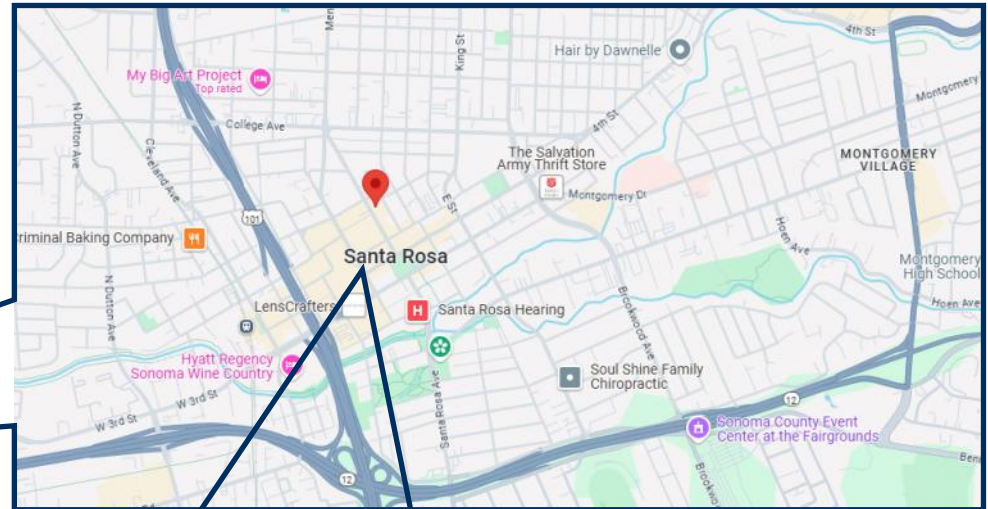 4th St
Hair by Dawnelle
My Big Art Project
Top rated
King St
Montgomery
N Dutton Ave
College Ave
4th St
Cleveland Ave
The Salvation
Army Thrift Store
MONTGOMERY
VILLAGE
E St
Montgomery Dr
101
Criminal Baking Company
Santa Rosa
Hoen Ave
Montgomery
High School
N Dutton Ave
LensCrafters
H
Santa Rosa Hearing
Hoen Ave
Brookwood Ave
Hyatt Regency
Sonoma Wine Country
Soul Shine Family
Chiropractic
W 3rd St
W 3rd St
Santa Rosa Ave
12
Sonoma County Event
Center at the Fairgrounds
12